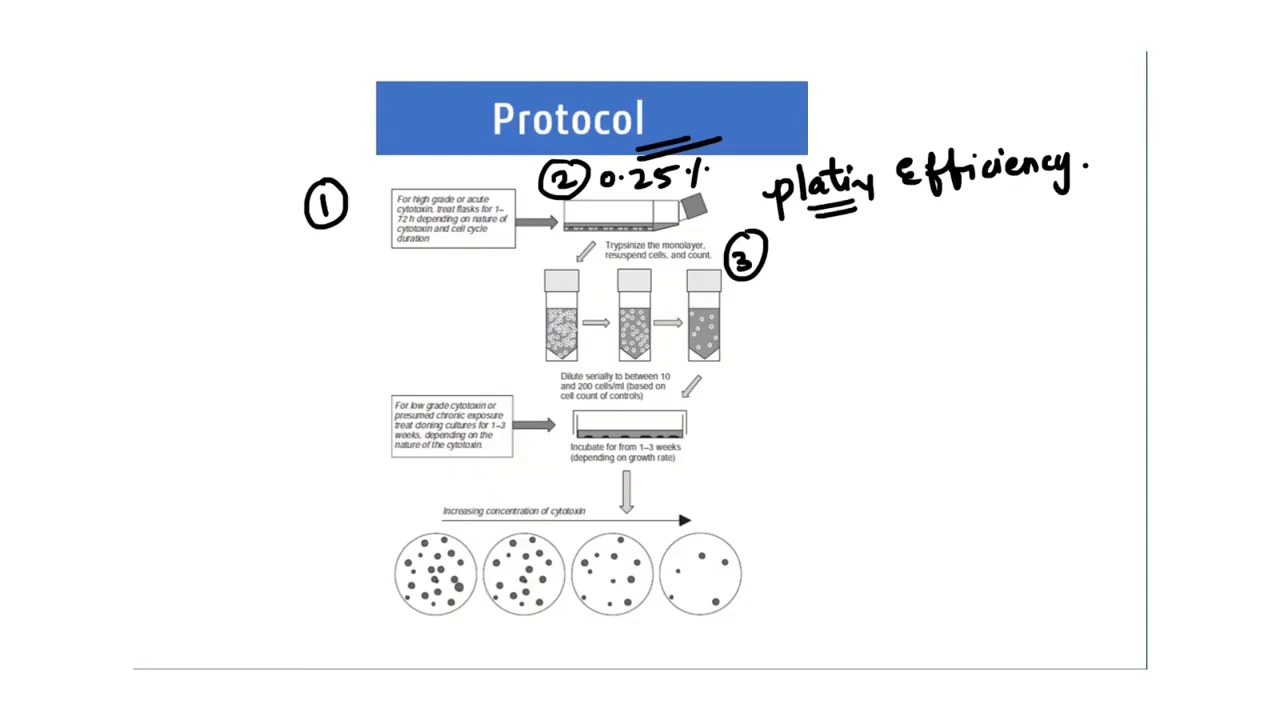 Protocol
② 0.25%
plating Efficiency.
①
For high grade or acute
cytotoxin, treat flasks for 1–
72 h depending on nature of
cytotoxin and cell cycle
duration
Trypsinize the monolayer,
resuspend cells, and count.
③
Dilute serially to between 10
and 200 cells/ml (based on
cell count of controls)
For low grade cytotoxin or
presumed chronic exposure
treat cloning cultures for 1–3
weeks, depending on the
nature of the cytotoxin.
Incubate for from 1–3 weeks
(depending on growth rate)
Increasing concentration of cytotoxin